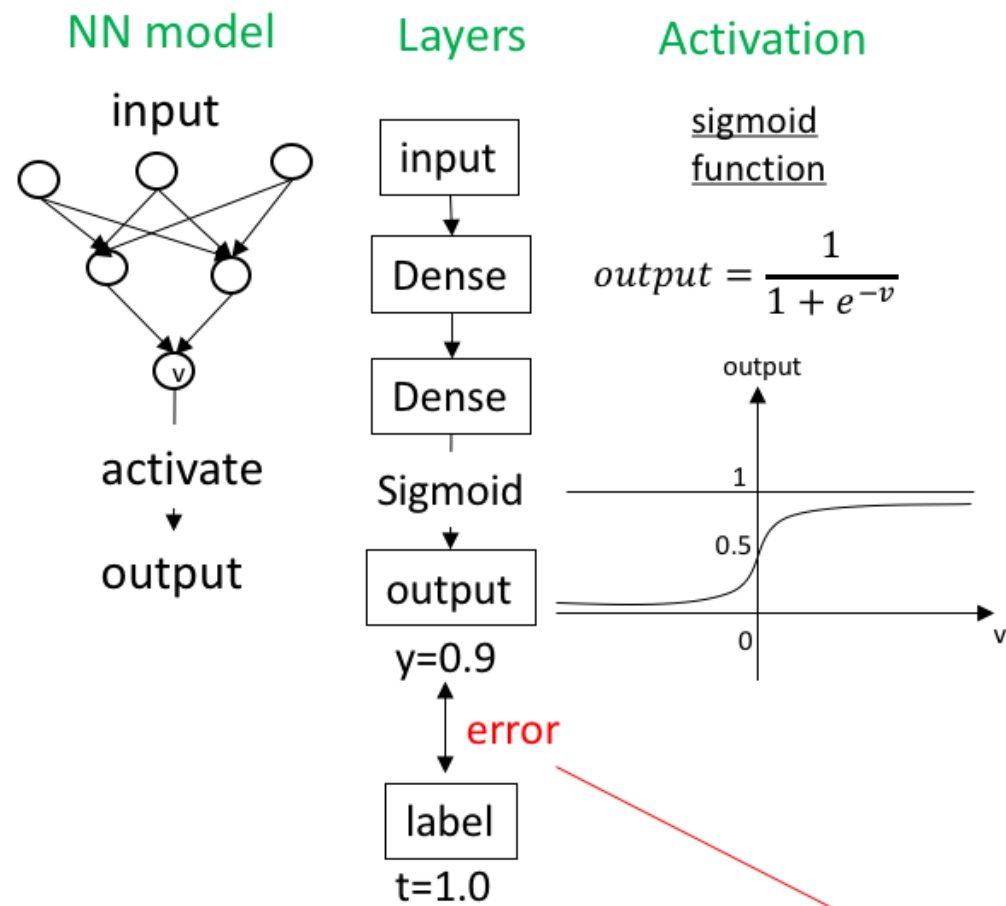 NN model
input
v
activate
output
Layers
input
Dense
Dense
Sigmoid
output
y=0.9
error
label
t=1.0
Activation
sigmoid
function
output = 1 / (1 + e^{-v})
output
1
0.5
0
v